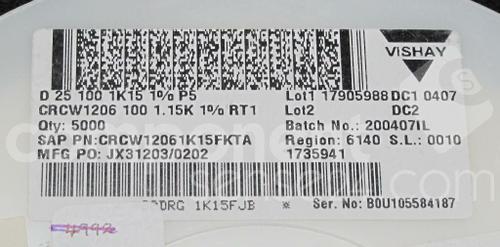 VISHAY
D 25 100 1K15 1% P5 Lot1 17905988 DC1 0407
CRCW1206 100 1.15K 1% RT1 Lot2 DC2
Qty: 5000 Batch No.: 200407IL
SAP PN:CRCW12061K15FKTA Region: 6140 S.L.: 0010
MFG PO: JX31203/0202 1735941
DRG 1K15FJB * Ser. No: B0U105584187
4998